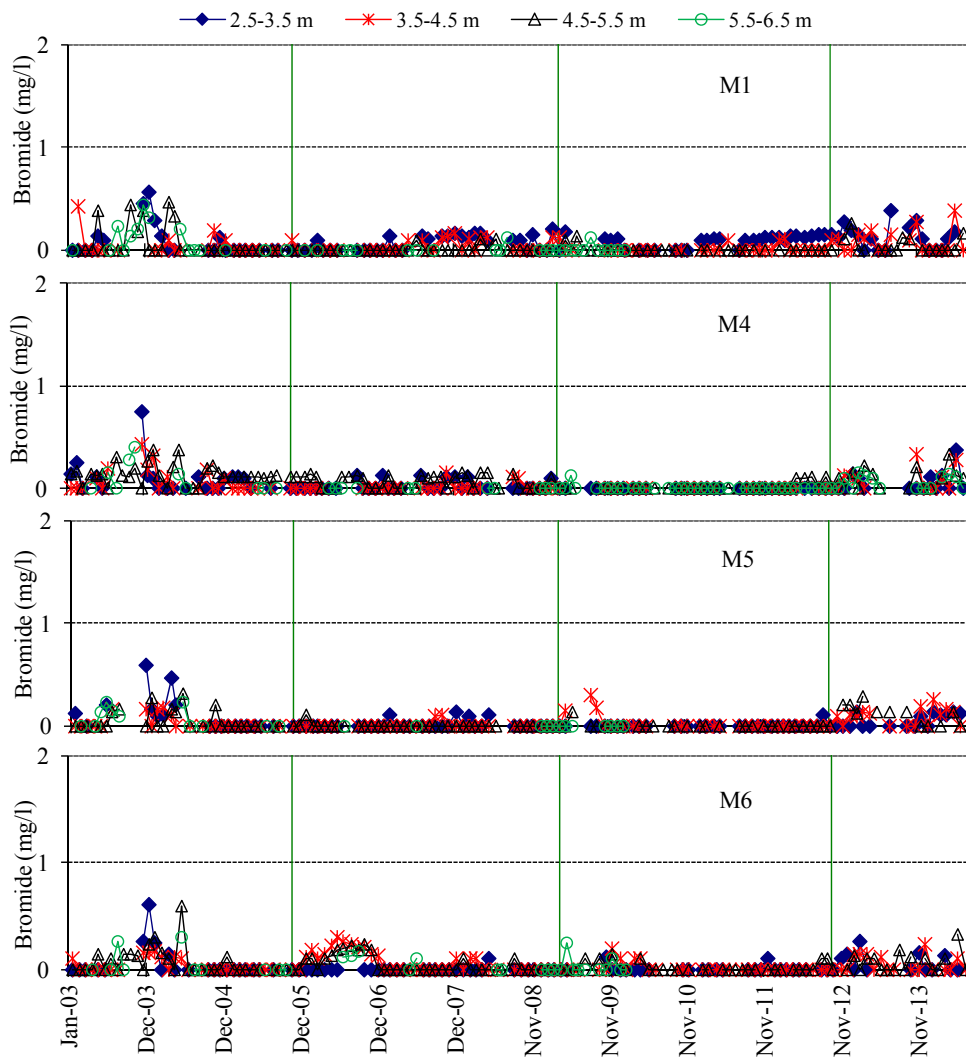 2.5-3.5 m 3.5-4.5 m 4.5-5.5 m 5.5-6.5 m
Bromide (mg/l)
2
1
0
M1
Bromide (mg/l)
2
1
0
M4
Bromide (mg/l)
2
1
0
M5
Bromide (mg/l)
2
1
0
M6
Jan-03 Dec-03 Dec-04 Dec-05 Dec-06 Dec-07 Nov-08 Nov-09 Nov-10 Nov-11 Nov-12 Nov-13